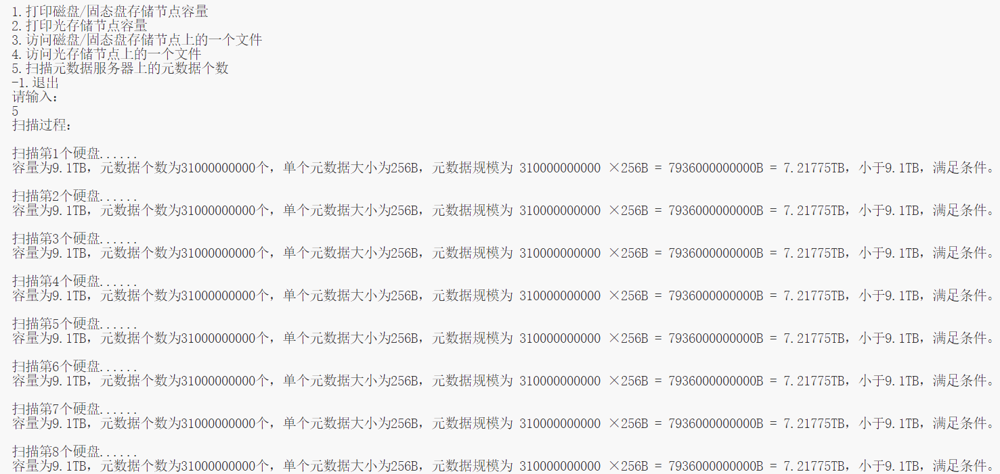 1.打印磁盘/固态盘存储节点容量
2.打印光存储节点容量
3.访问磁盘/固态盘存储节点上的一个文件
4.访问光存储节点上的一个文件
5.扫描元数据服务器上的元数据个数
-1.退出
请输入：
5
扫描过程：
扫描第1个硬盘......
容量为9.1TB，元数据个数为31000000000个，单个元数据大小为256B，元数据规模为 310000000000 ×256B = 7936000000000B = 7.21775TB，小于9.1TB，满足条件。
扫描第2个硬盘......
容量为9.1TB，元数据个数为31000000000个，单个元数据大小为256B，元数据规模为 310000000000 ×256B = 7936000000000B = 7.21775TB，小于9.1TB，满足条件。
扫描第3个硬盘......
容量为9.1TB，元数据个数为31000000000个，单个元数据大小为256B，元数据规模为 310000000000 ×256B = 7936000000000B = 7.21775TB，小于9.1TB，满足条件。
扫描第4个硬盘......
容量为9.1TB，元数据个数为31000000000个，单个元数据大小为256B，元数据规模为 310000000000 ×256B = 7936000000000B = 7.21775TB，小于9.1TB，满足条件。
扫描第5个硬盘......
容量为9.1TB，元数据个数为31000000000个，单个元数据大小为256B，元数据规模为 310000000000 ×256B = 7936000000000B = 7.21775TB，小于9.1TB，满足条件。
扫描第6个硬盘......
容量为9.1TB，元数据个数为31000000000个，单个元数据大小为256B，元数据规模为 310000000000 ×256B = 7936000000000B = 7.21775TB，小于9.1TB，满足条件。
扫描第7个硬盘......
容量为9.1TB，元数据个数为31000000000个，单个元数据大小为256B，元数据规模为 310000000000 ×256B = 7936000000000B = 7.21775TB，小于9.1TB，满足条件。
扫描第8个硬盘......
容量为9.1TB，元数据个数为31000000000个，单个元数据大小为256B，元数据规模为 310000000000 ×256B = 7936000000000B = 7.21775TB，小于9.1TB，满足条件。